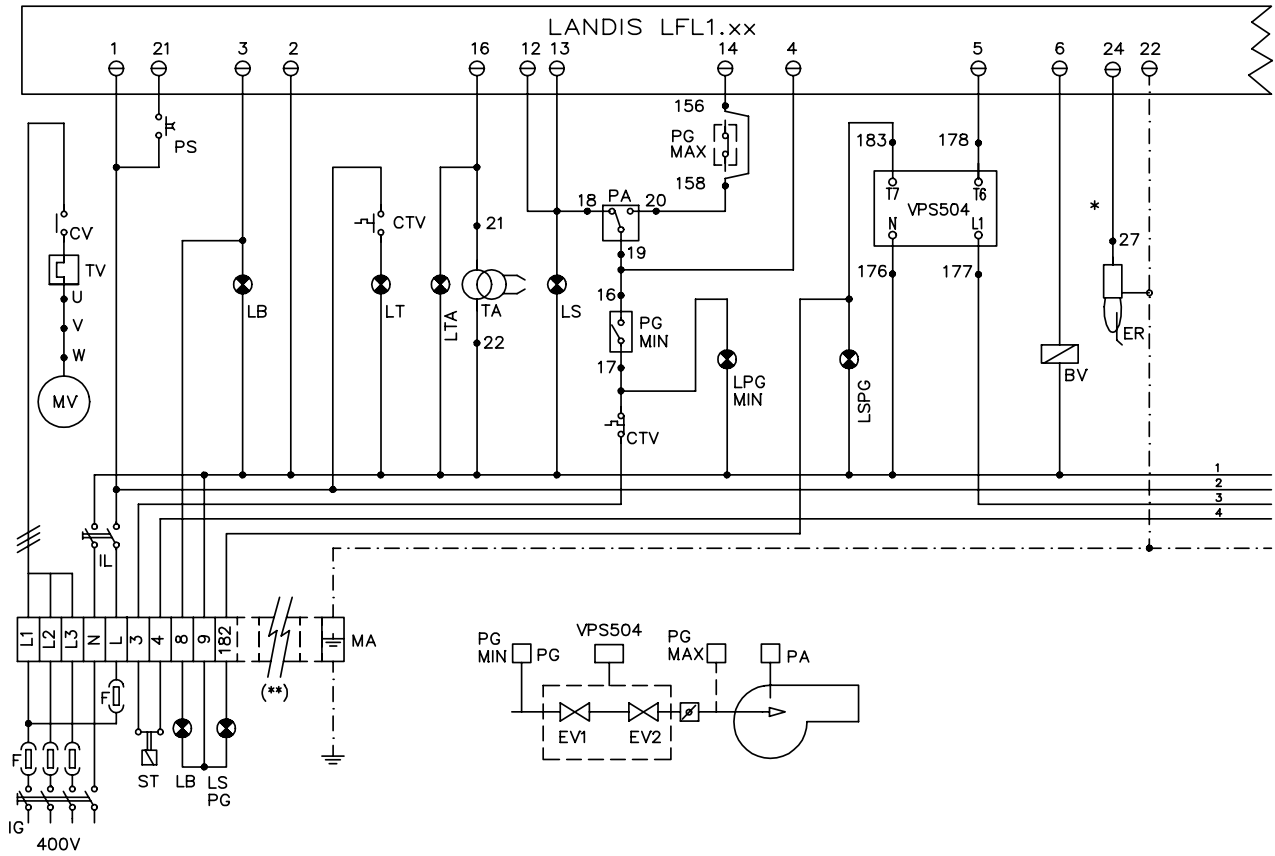 LANDIS LFL1.xx
1 21 3 2 16 12 13 14 4 5 6 24 22
156
PS
PG
MAX
183 178
158
T7 T6
VPS504
N L1
CV
TV
U
V
W
MV
CTV
21
18 PA 20
19
*
27
176 177
LB
LT
LTA
TA
LS
16
PG
MIN
ER
22
17
LPG
MIN
LSPG
BV
CTV
1
2
3
4
IL
L1 L2 L3 N L 3 4 8 9 182
MA
(**)
F
F
ST LB LS
PG
IG
400V
PG
MIN
PG
VPS504
PG
MAX
PA
EV1 EV2